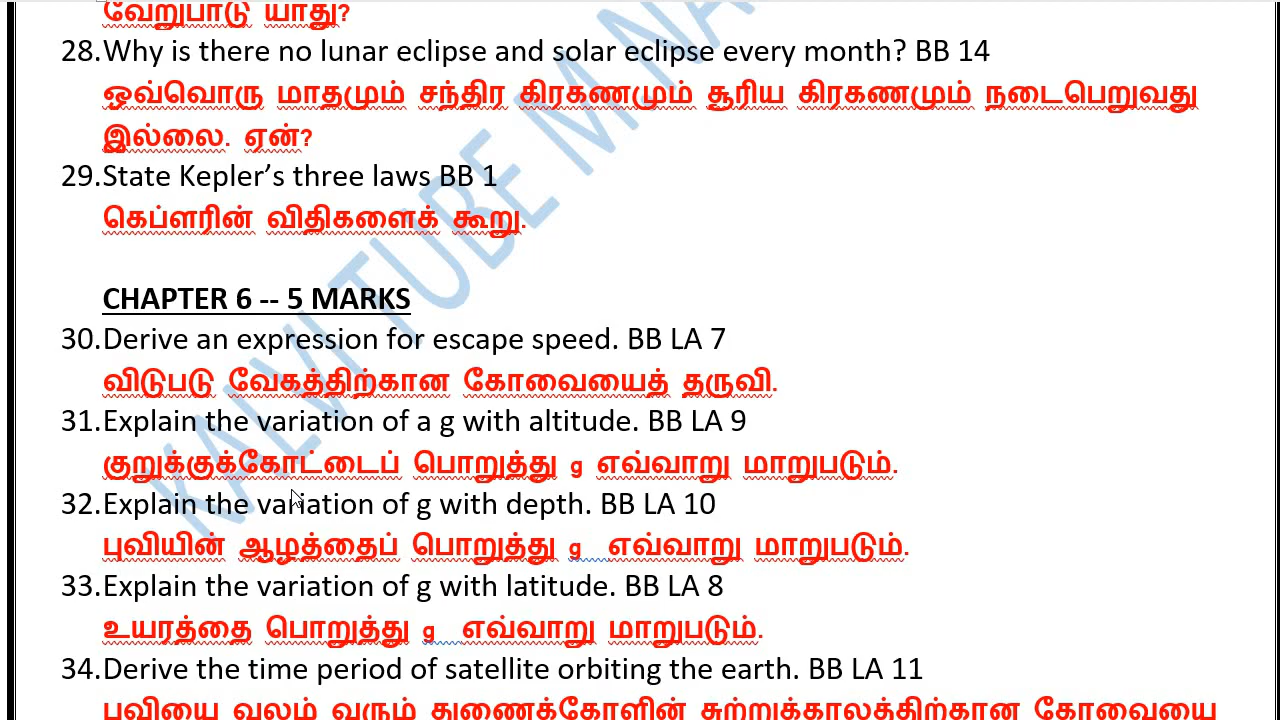 வேறுபாடு யாது?
28.Why is there no lunar eclipse and solar eclipse every month? BB 14
ஒவ்வொரு மாதமும் சந்திர கிரகணமும் சூரிய கிரகணமும் நடைபெறுவது
இல்லை. ஏன்?
29.State Kepler’s three laws BB 1
கெப்ளரின் விதிகளைக் கூறு.
CHAPTER 6 -- 5 MARKS
30.Derive an expression for escape speed. BB LA 7
விடுபடு வேகத்திற்கான கோவையைத் தருவி.
31.Explain the variation of a g with altitude. BB LA 9
குறுக்குக்கோட்டைப் பொறுத்து g எவ்வாறு மாறுபடும்.
32.Explain the variation of g with depth. BB LA 10
புவியின் ஆழத்தைப் பொறுத்து g எவ்வாறு மாறுபடும்.
33.Explain the variation of g with latitude. BB LA 8
உயரத்தை பொறுத்து g எவ்வாறு மாறுபடும்.
34.Derive the time period of satellite orbiting the earth. BB LA 11
புவியை வலம் வரும் துணைக்கோளின் சுற்றுக்காலத்திற்கான கோவையை
KALVI TUBE M NA